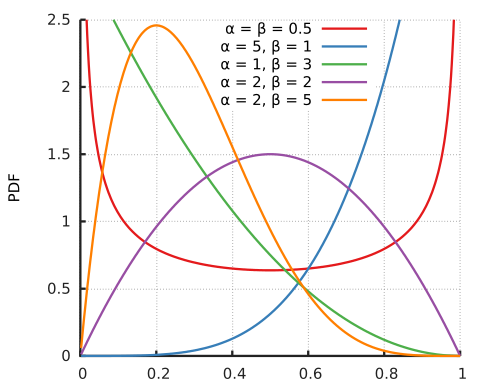 α = β = 0.5
α = 5, β = 1
α = 1, β = 3
α = 2, β = 2
α = 2, β = 5
PDF
2.5
2
1.5
1
0.5
0
0 0.2 0.4 0.6 0.8 1